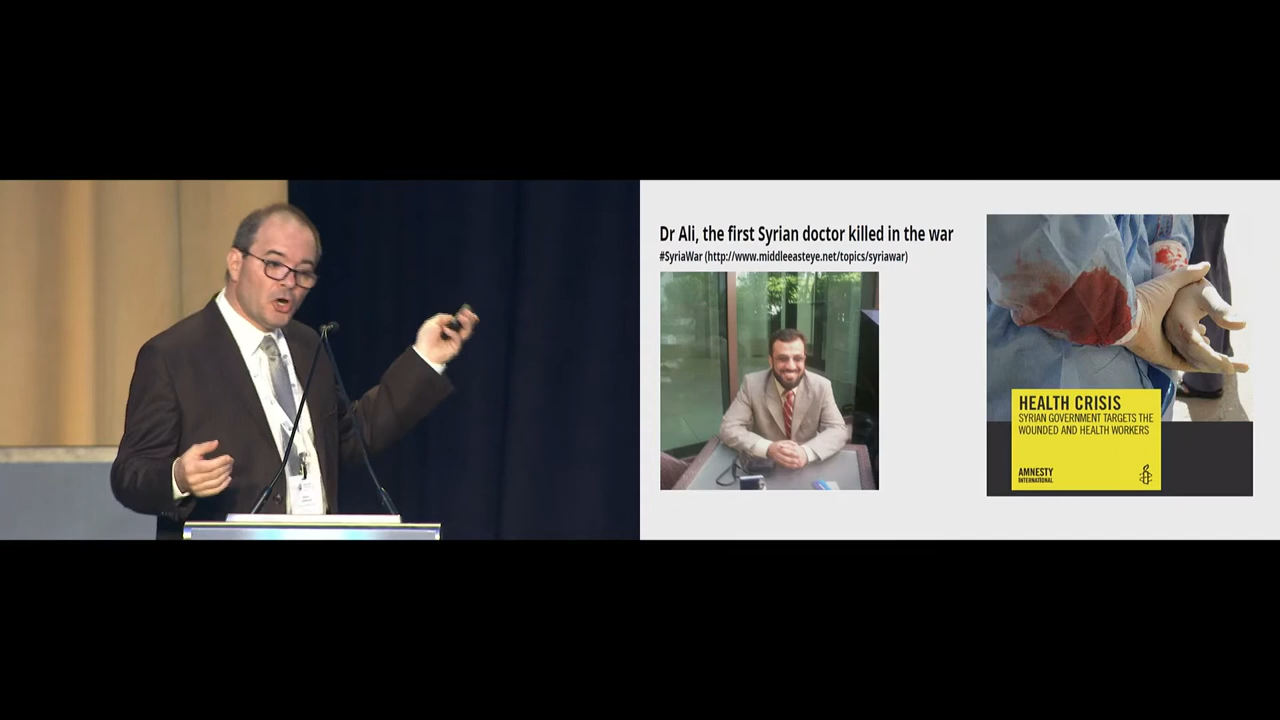 Dr Ali, the first Syrian doctor killed in the war
#SyriaWar (http://www.middleeasteye.net/topics/syriawar)
HEALTH CRISIS
SYRIAN GOVERNMENT TARGETS THE
WOUNDED AND HEALTH WORKERS
AMNESTY
INTERNATIONAL